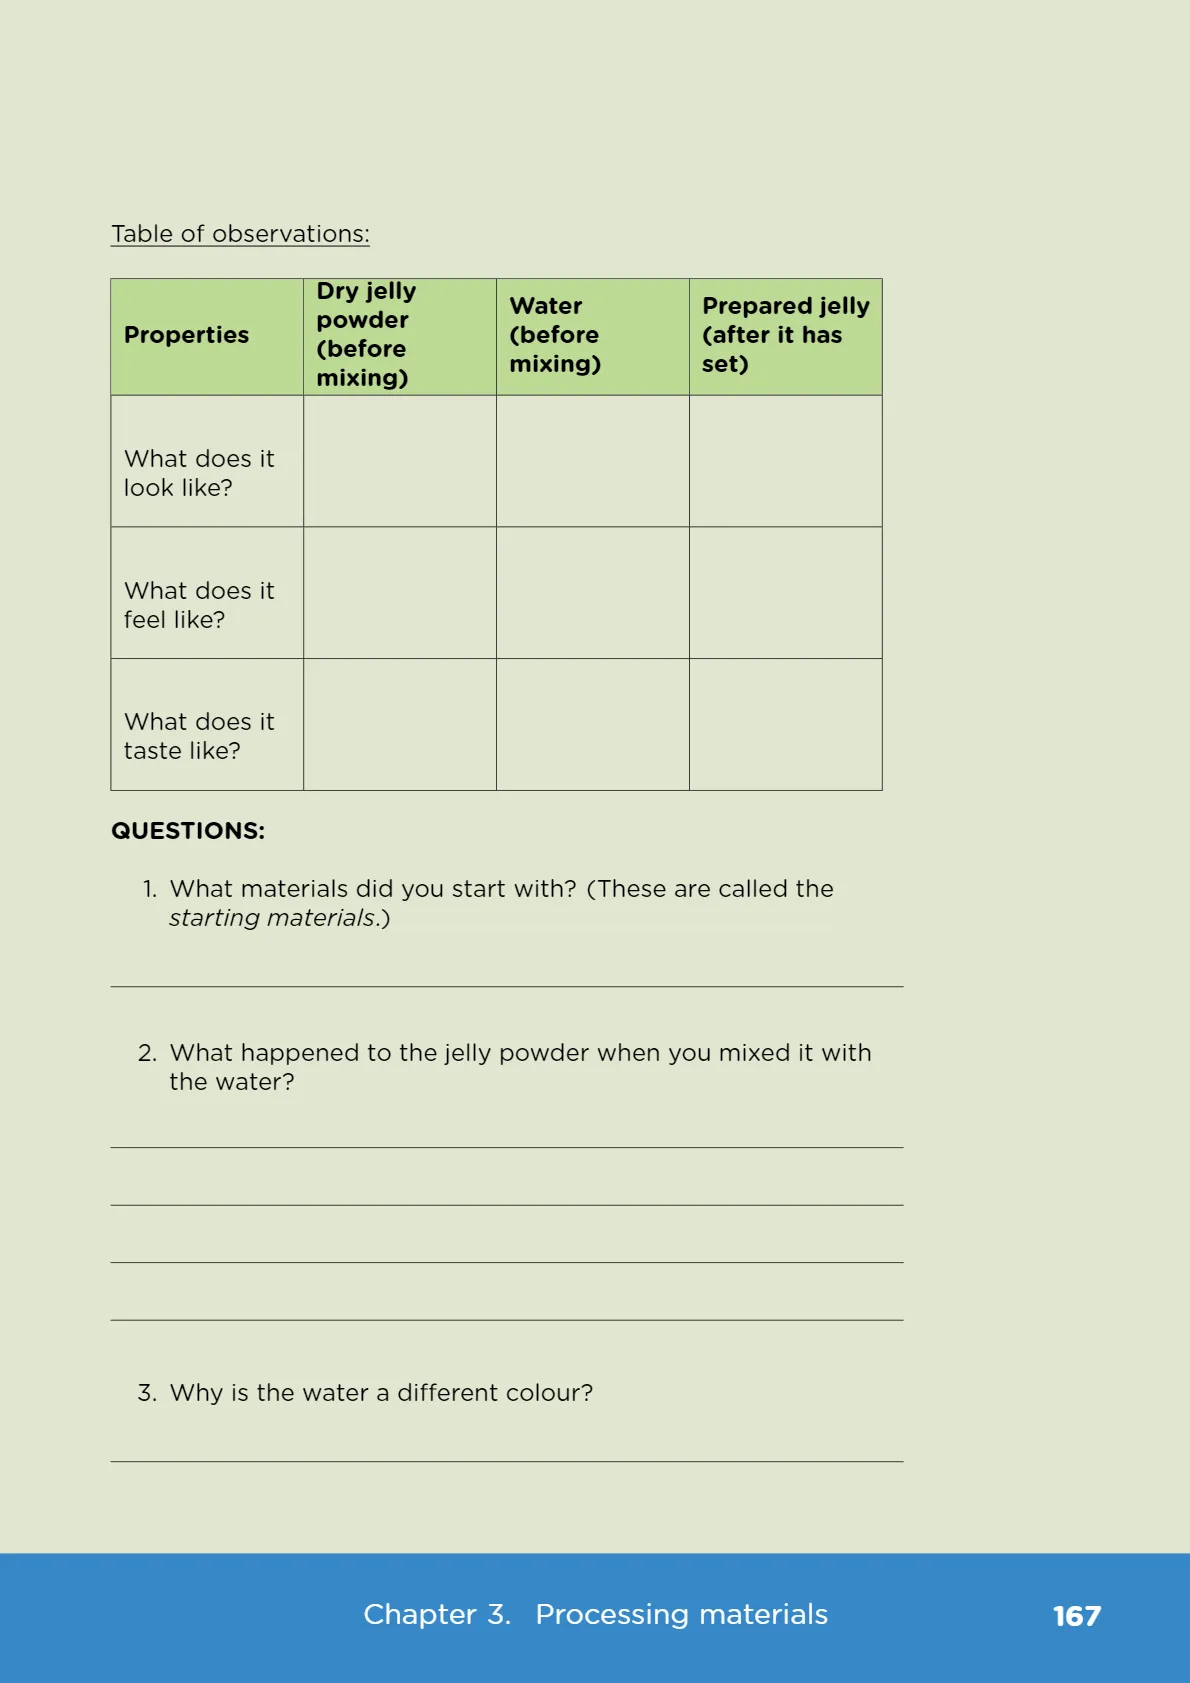 Table of observations:
Properties
Dry jelly
powder
(before
mixing)
Water
(before
mixing)
Prepared jelly
(after it has
set)
What does it
look like?
What does it
feel like?
What does it
taste like?
QUESTIONS:
1. What materials did you start with? (These are called the
starting materials.)
2. What happened to the jelly powder when you mixed it with
the water?
3. Why is the water a different colour?
Chapter 3. Processing materials
167